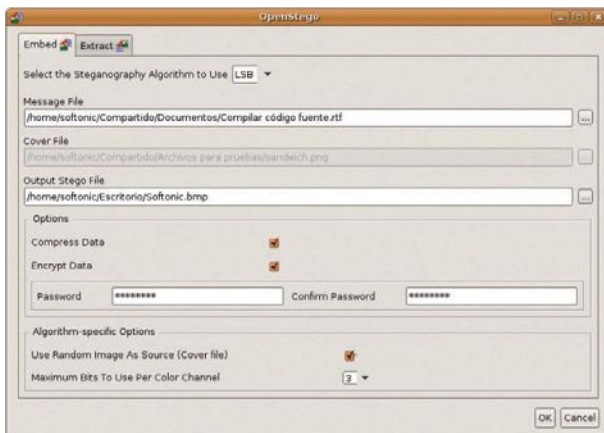 OpenStego
Embed Extract
Select the Steganography Algorithm to Use LSB
Message File
/home/softonic/Compartido/Documentos/Compilar código fuente.rtf
...
Cover File
/home/softonic/Compartido/Archivos para pruebas/sandwich.png
...
Output Stego File
/home/softonic/Escritorio/Softonic.bmp
...
Options
Compress Data
Encrypt Data
Password ******** Confirm Password ********
Algorithm-specific Options
Use Random Image As Source (Cover file)
Maximum Bits To Use Per Color Channel 3
OK Cancel